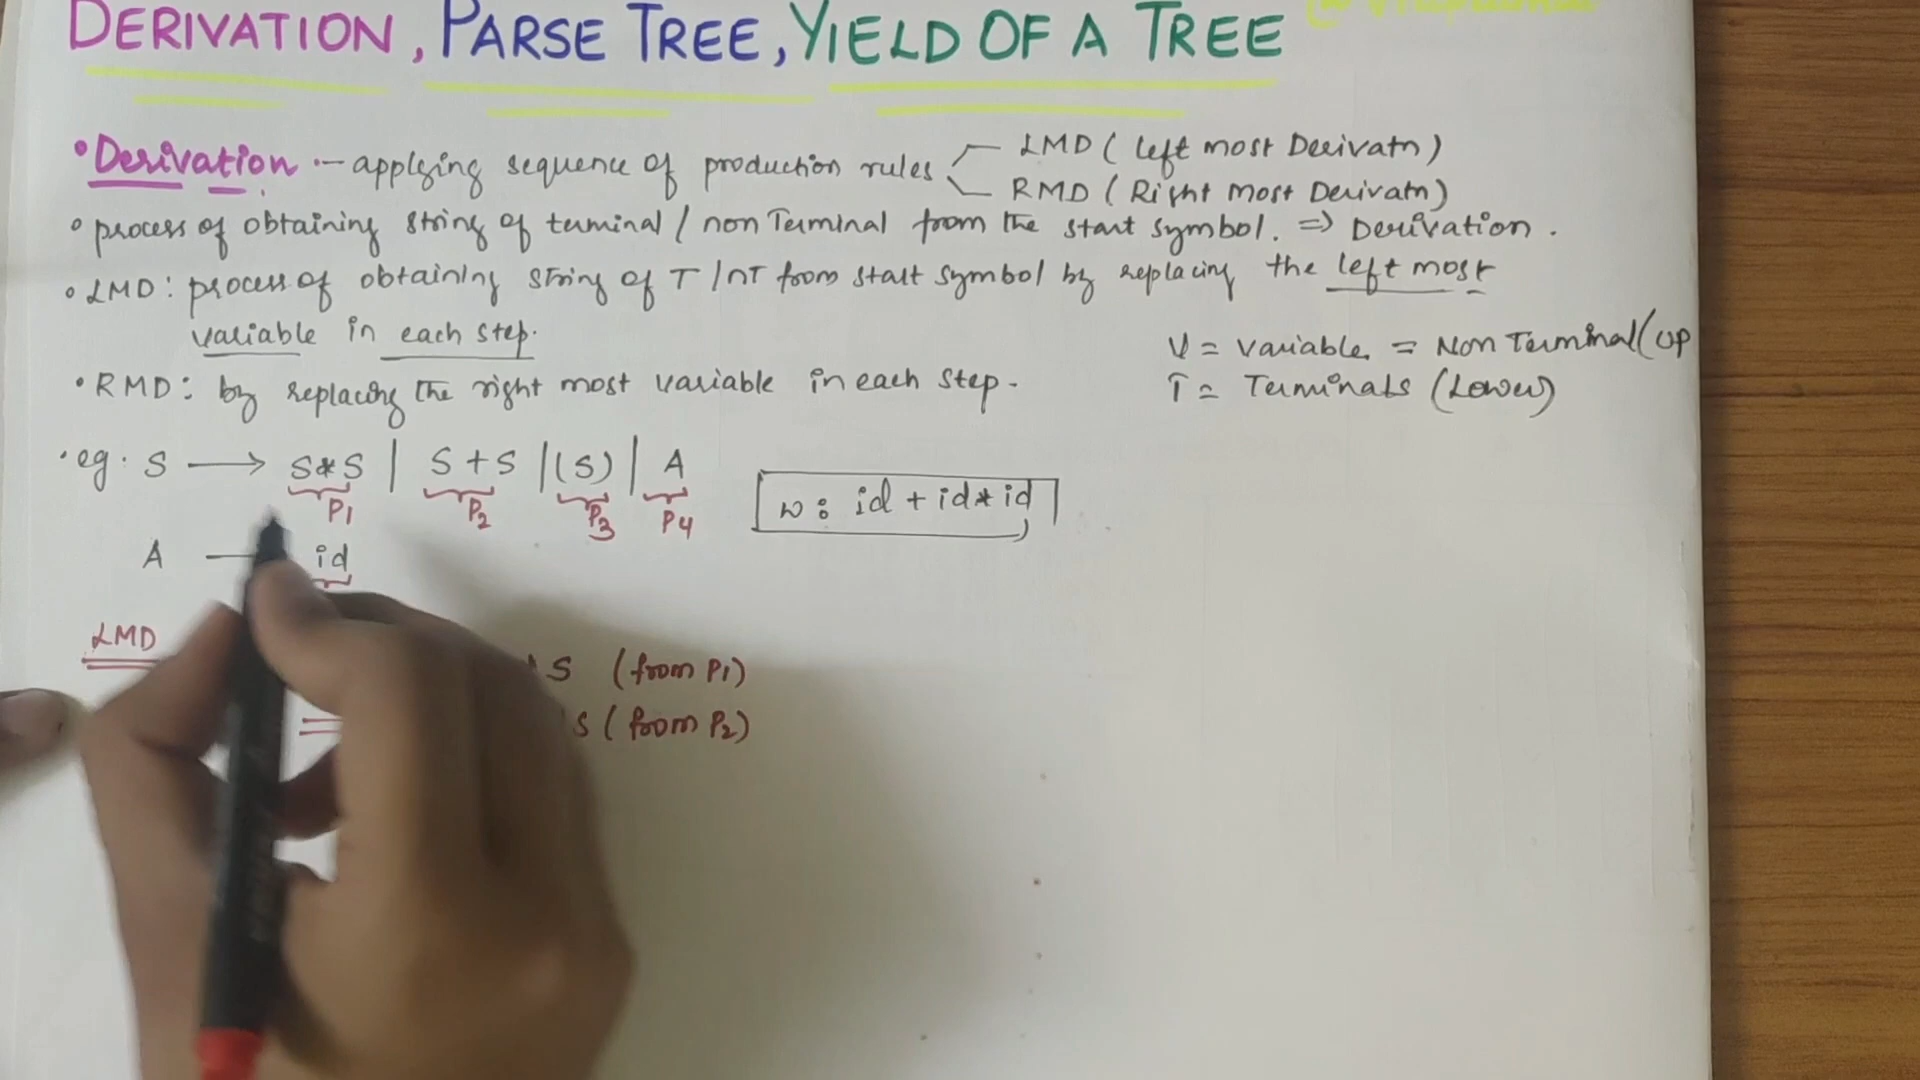 DERIVATION, PARSE TREE, YIELD OF A TREE
• Derivation :- applying sequence of production rules
LMD ( left most Derivatn)
RMD ( Right most Derivatn)
• process of obtaining string of terminal / non Terminal from the start symbol. => Derivation .
• LMD : process of obtaining string of T / NT from start symbol by replacing the left most
variable in each step.
V = variable = Non Terminal (up
• RMD : by replacing the right most variable in each step -
T = Terminals (Lower)
• eg. S → S*S | S+S | (S) | A
P1 P2 P3 P4
w : id + id * id
A → id
LMD
S (from P1)
= S (from P2)